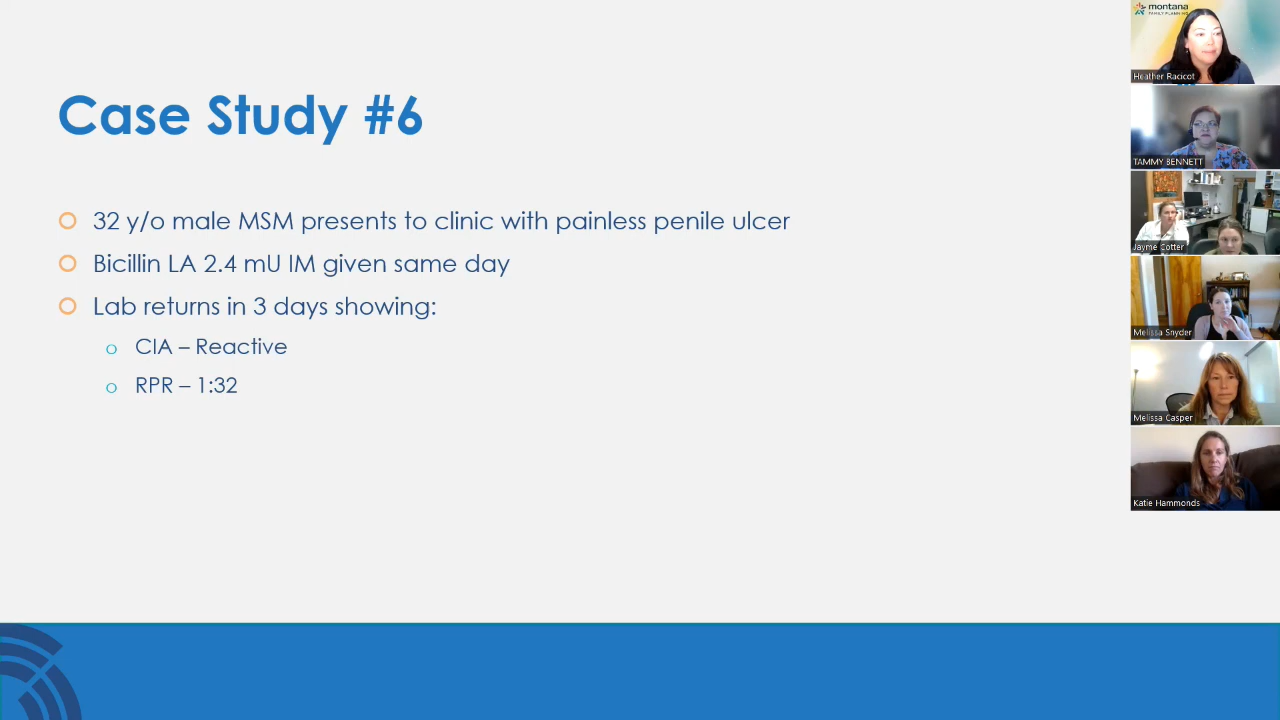 Case Study #6
32 y/o male MSM presents to clinic with painless penile ulcer
Bicillin LA 2.4 mU IM given same day
Lab returns in 3 days showing:
CIA – Reactive
RPR – 1:32
montana
FAMILY PLANNING
Heather Racicot
TAMMY BENNETT
Jayme Cotter
Melissa Snyder
Melissa Casper
Katie Hammonds